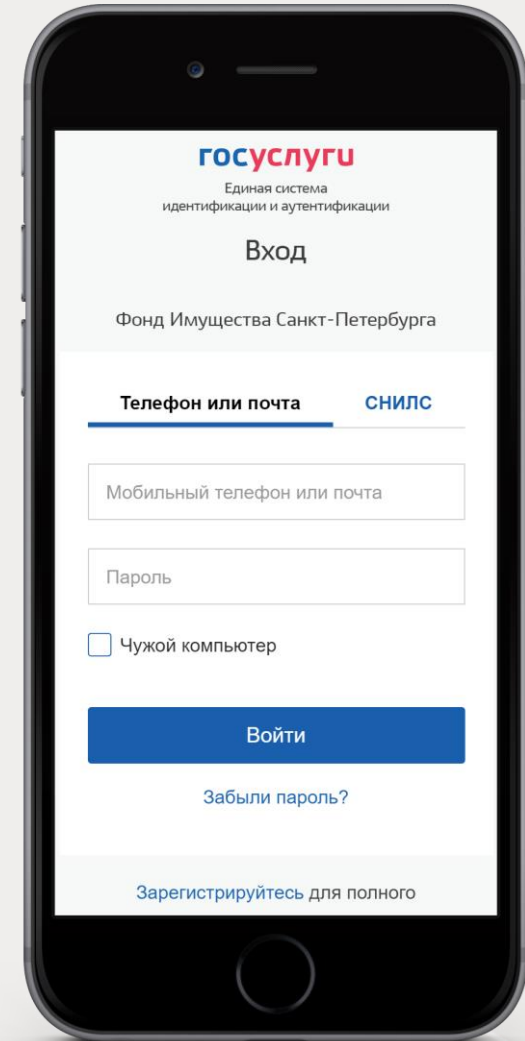 госуслуги
Единая система
идентификации и аутентификации
Вход
Фонд Имущества Санкт-Петербурга
Телефон или почта СНИЛС
Мобильный телефон или почта
Пароль
Чужой компьютер
Войти
Забыли пароль?
Зарегистрируйтесь для полного